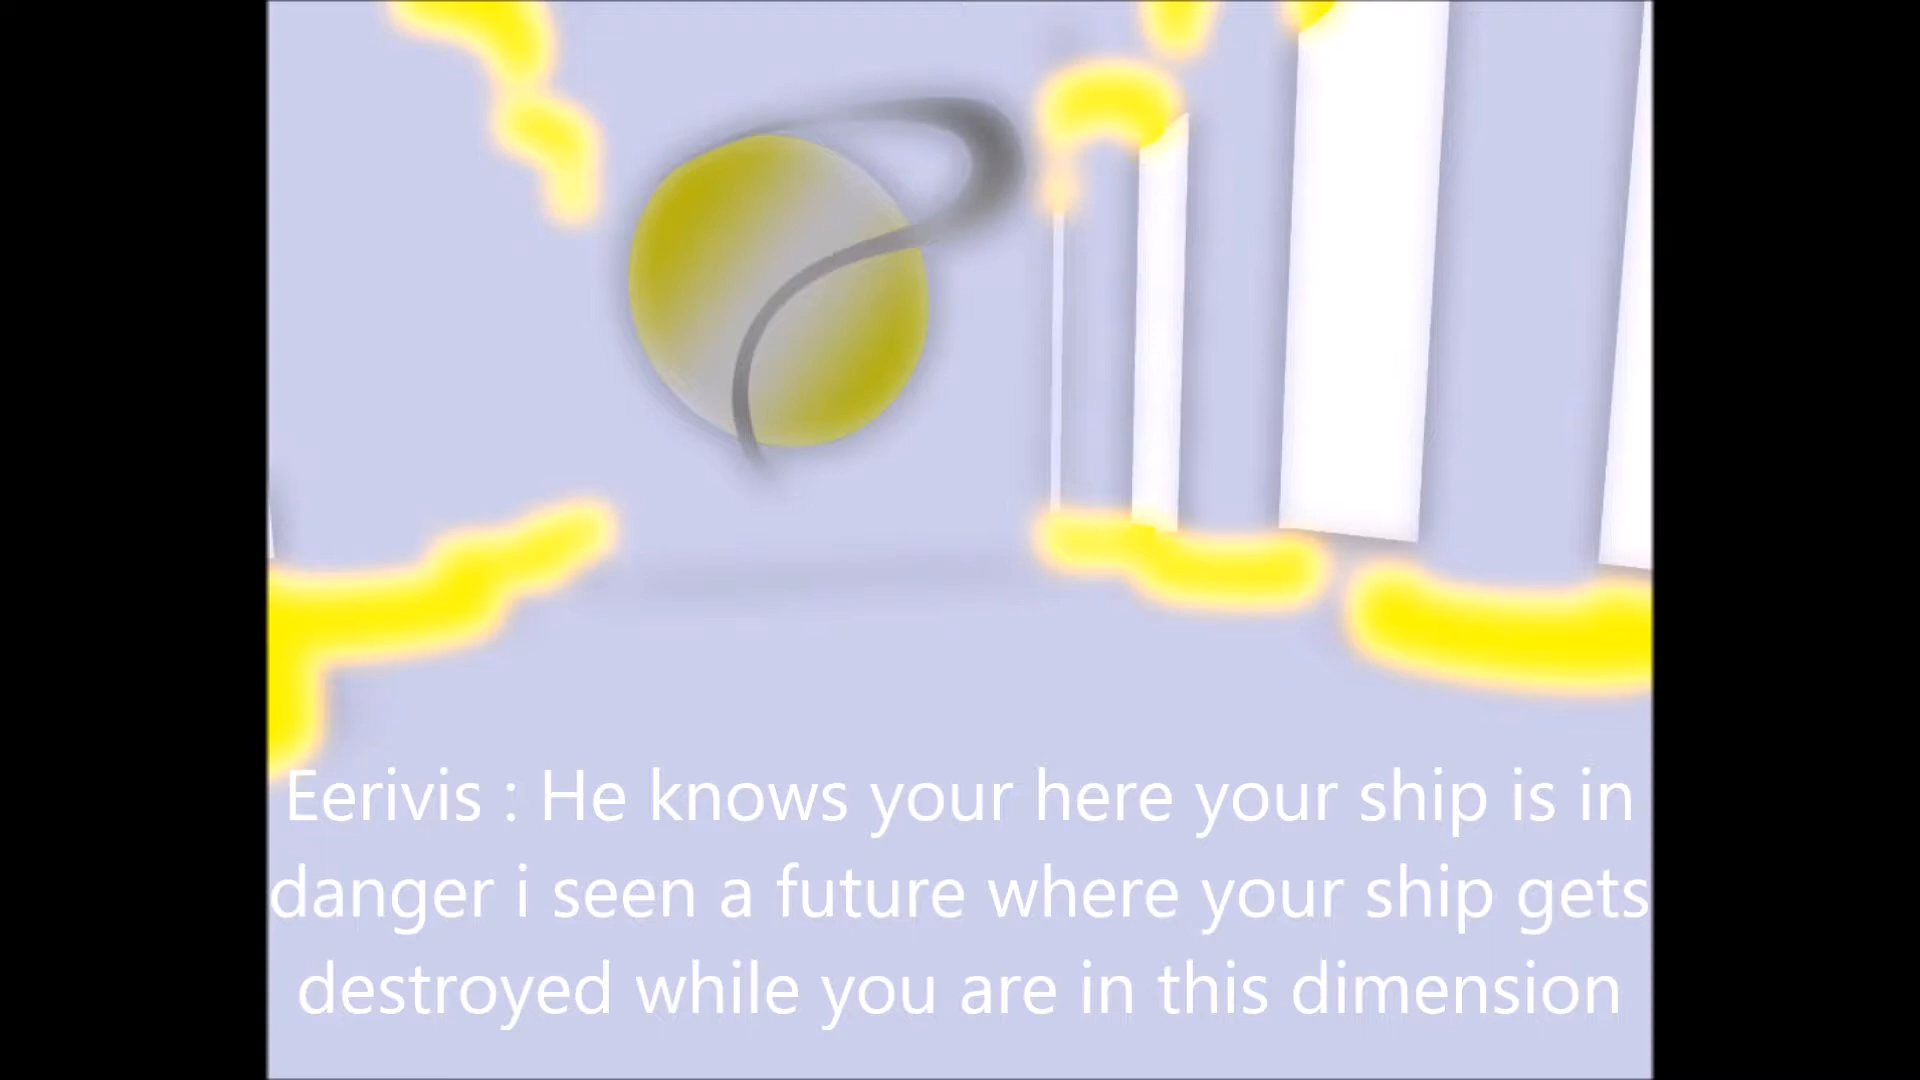 Eerivis : He knows your here your ship is in
danger i seen a future where your ship gets
destroyed while you are in this dimension